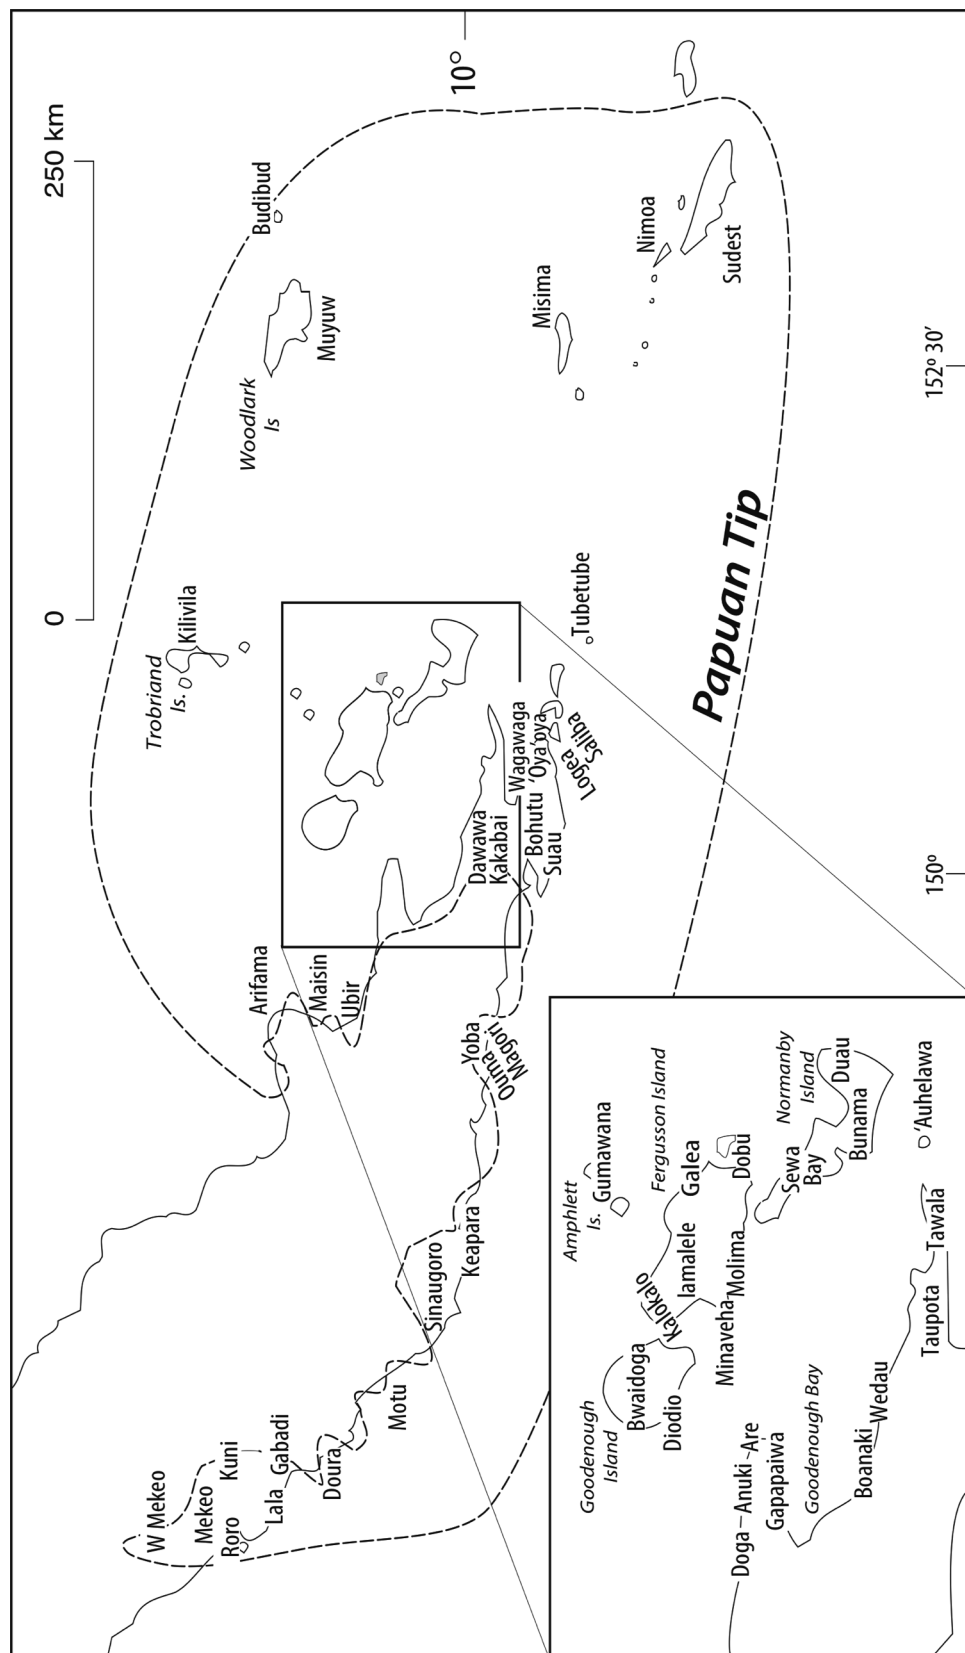 250 km
0
10°
152º 30′
150º
Papuan Tip
Budibud
Muyuw
Woodlark
Is
Misima
Nimoa
Sudest
Trobriand
Is.
Kilivila
Tubetube
Wagawaga
'Oya'oya
Logea
Saliba
Bohutu
Suau
Dawawa
Kakabai
Arifama
Maisin
Ubir
Yoba
Ouma
Magori
Keapara
Sinaugoro
Motu
Doura
Gabadi
Kuni
Lala
Roro
Mekeo
W Mekeo
Amphlett
Is.
Gumawana
Fergusson Island
Galea
Dobu
Kalokalo
Iamalele
Molima
Minaveha
Goodenough
Island
Bwaidoga
Diodio
Normanby
Island
Duau
Sewa
Bay
Bunama
'Auhelawa
Tawala
Taupota
Wedau
Boanaki
Goodenough Bay
Doga
Anuki
Are
Gapapaiwa